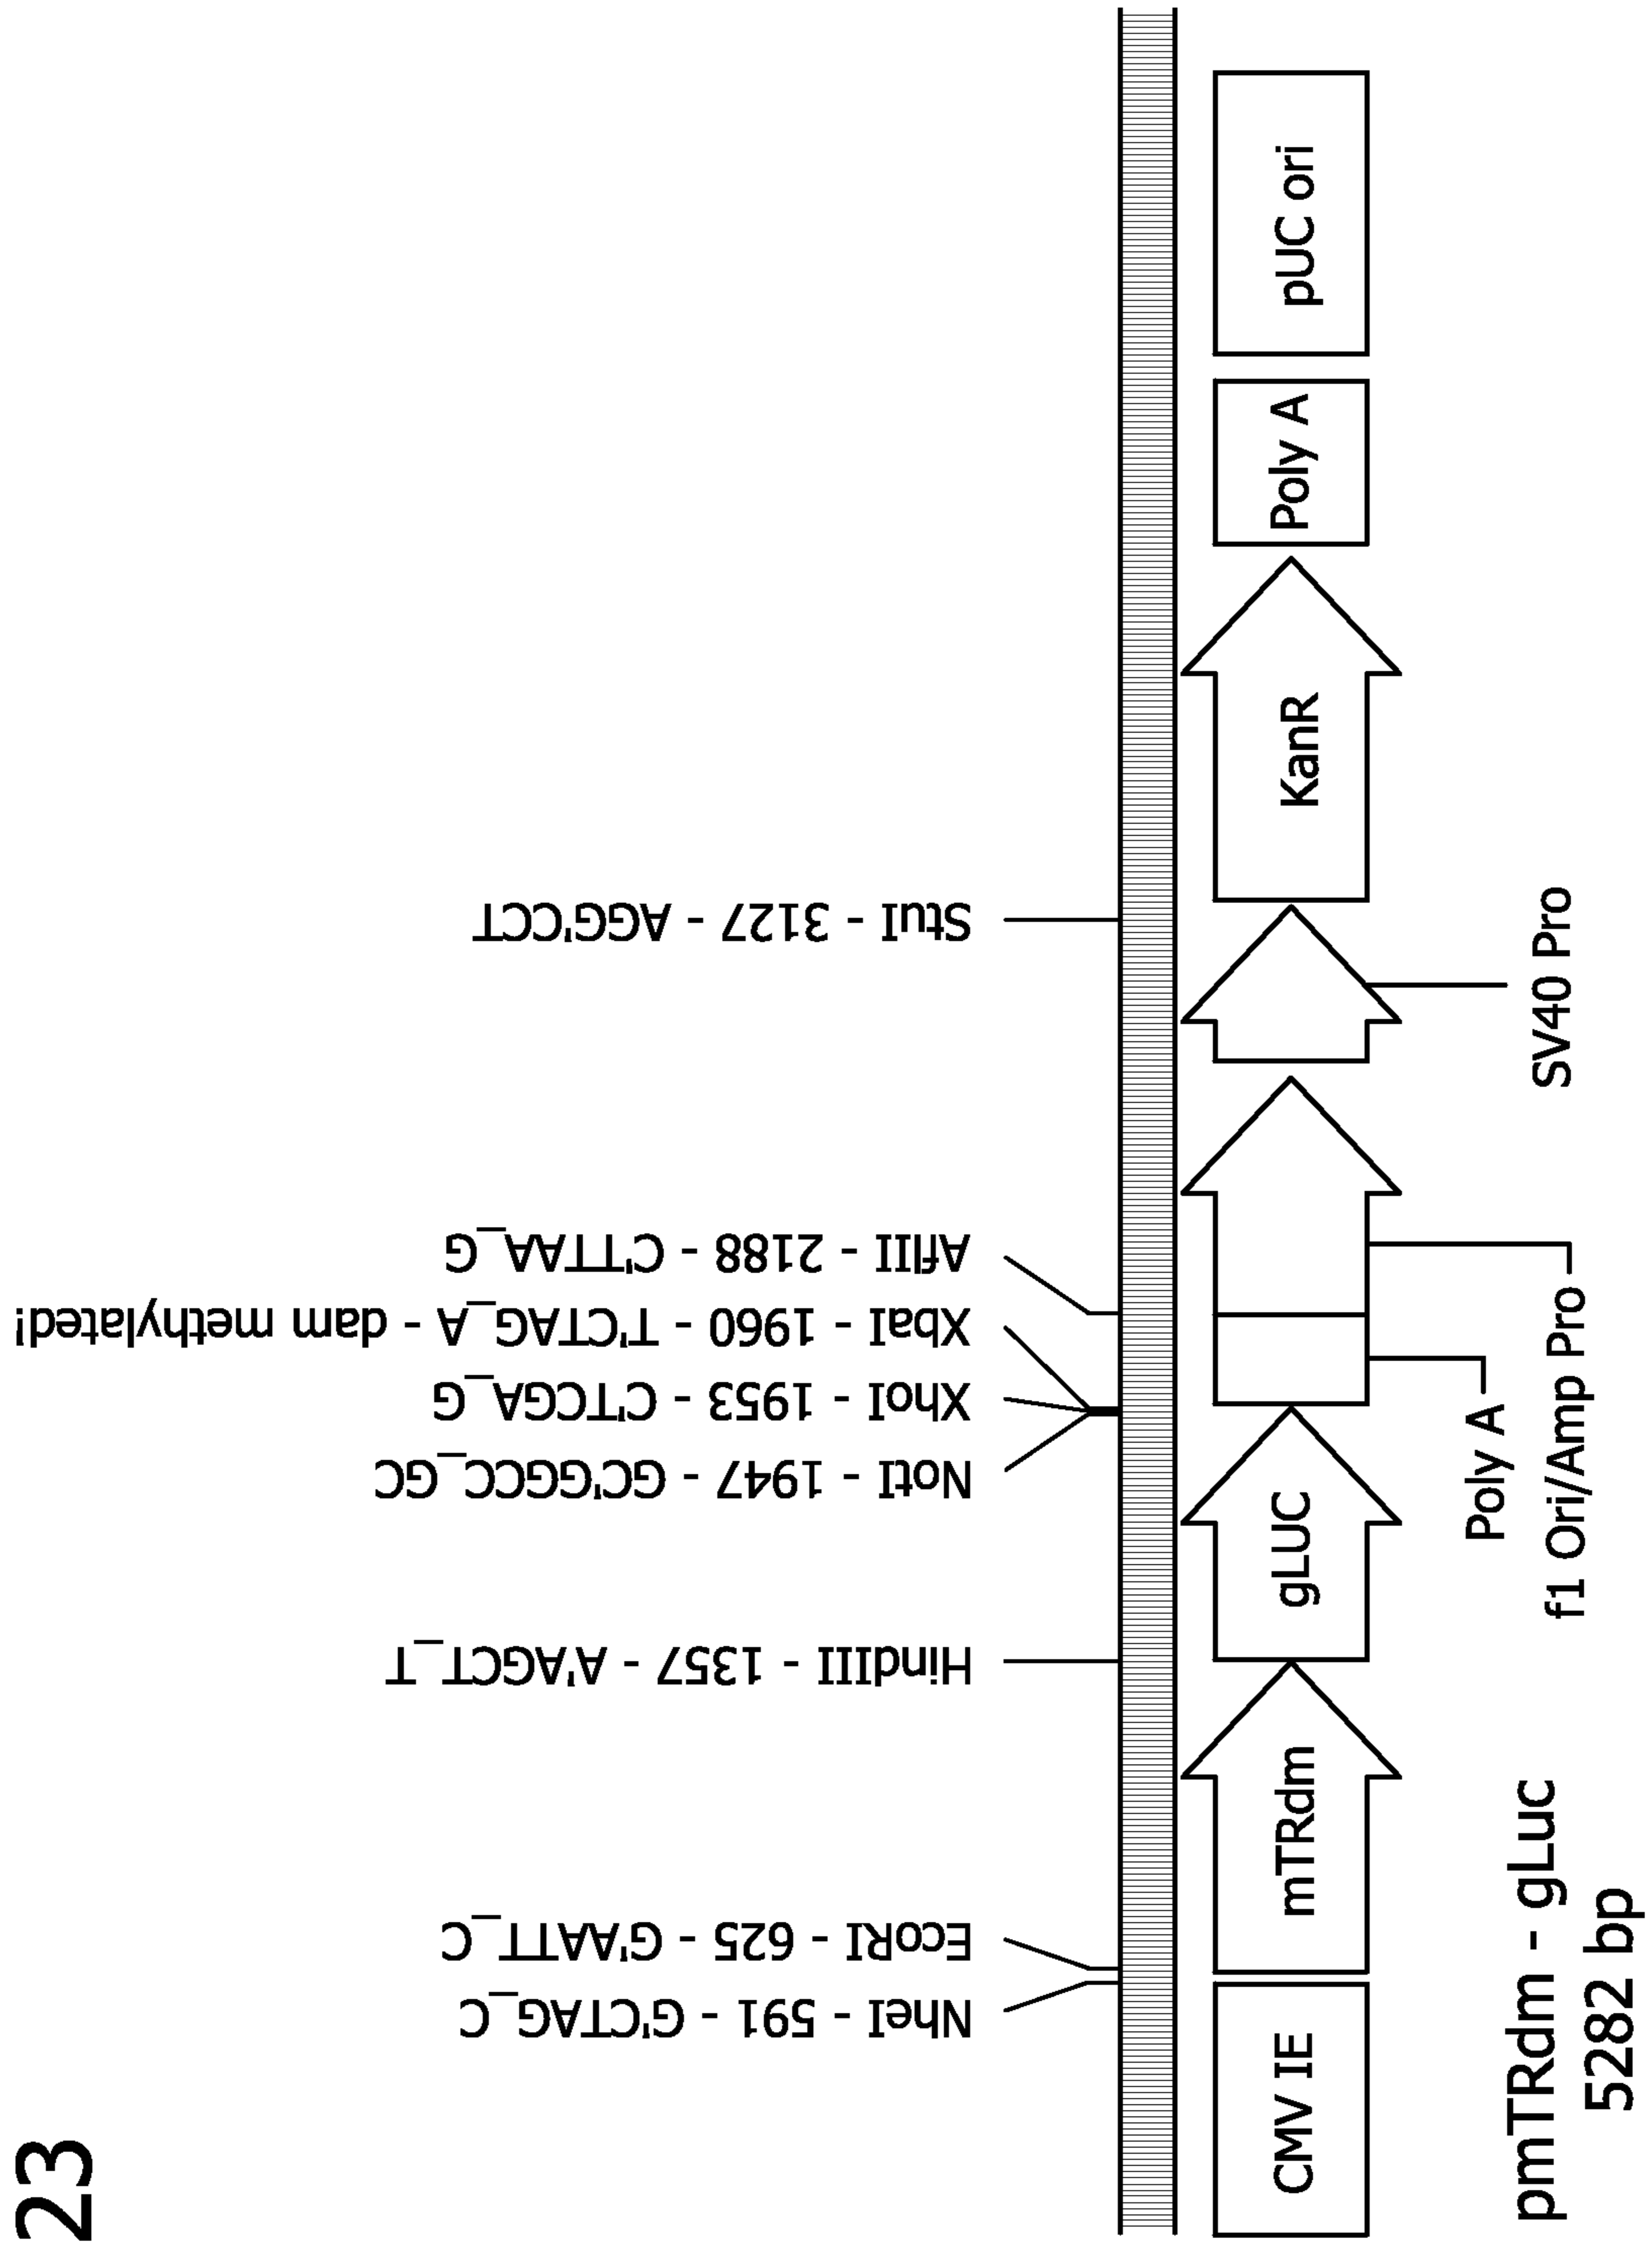 23
NheI - 591 - G'CTAG_C
EcoRI - 625 - G'AATT_C
HindIII - 1357 - A'AGCT_T
NotI - 1947 - GC'GGCC_GC
XhoI - 1953 - C'TCGA_G
XbaI - 1960 - T'CTAG_A - dam methylated!
AflII - 2188 - C'TTAA_G
StuI - 3127 - AGG'CCT
CMV IE
mTRdm
gLUC
KanR
Poly A
pUC ori
Poly A
f1 Ori/Amp Pro
SV40 Pro
pmTRdm - gLuc
5282 bp